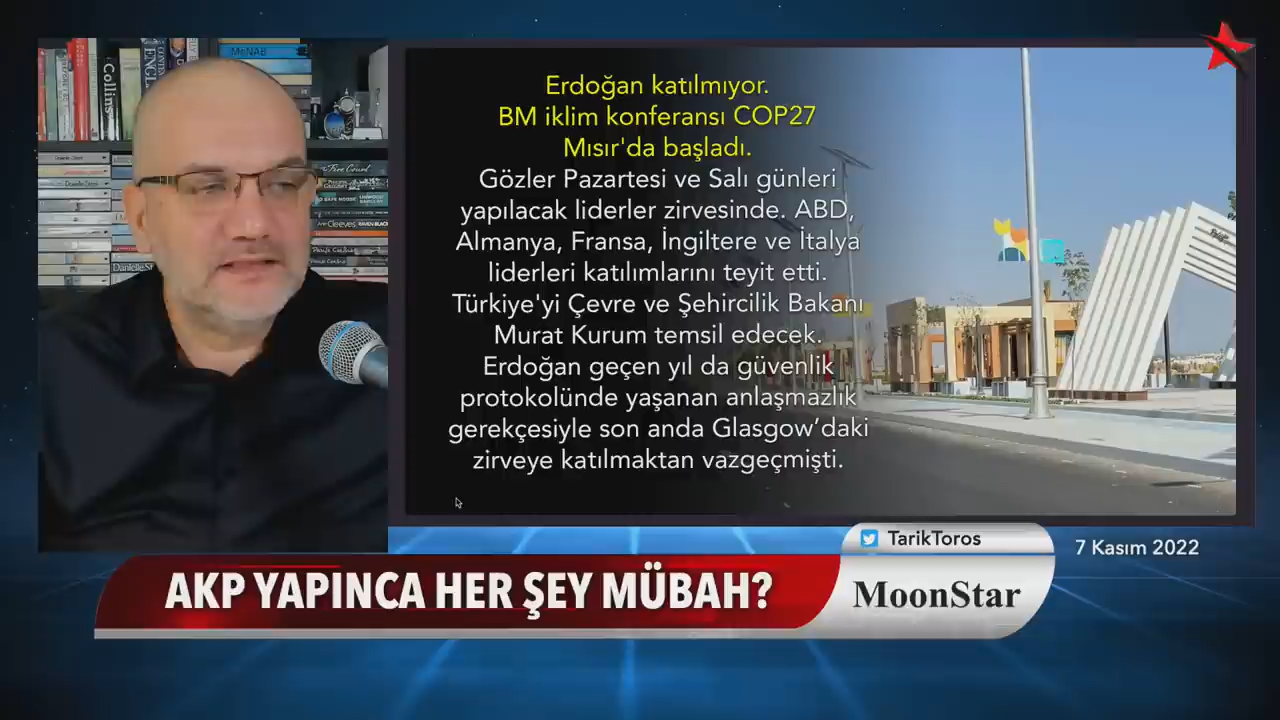 McNAB
Collins
Erdoğan katılmıyor.
BM iklim konferansı COP27
Mısır'da başladı.
Gözler Pazartesi ve Salı günleri
yapılacak liderler zirvesinde. ABD,
Almanya, Fransa, İngiltere ve İtalya
liderleri katılımlarını teyit etti.
Türkiye'yi Çevre ve Şehircilik Bakanı
Murat Kurum temsil edecek.
Erdoğan geçen yıl da güvenlik
protokolünde yaşanan anlaşmazlık
gerekçesiyle son anda Glasgow’daki
zirveye katılmaktan vazgeçmişti.
TarikToros
7 Kasım 2022
AKP YAPINCA HER ŞEY MÜBAH?
MoonStar